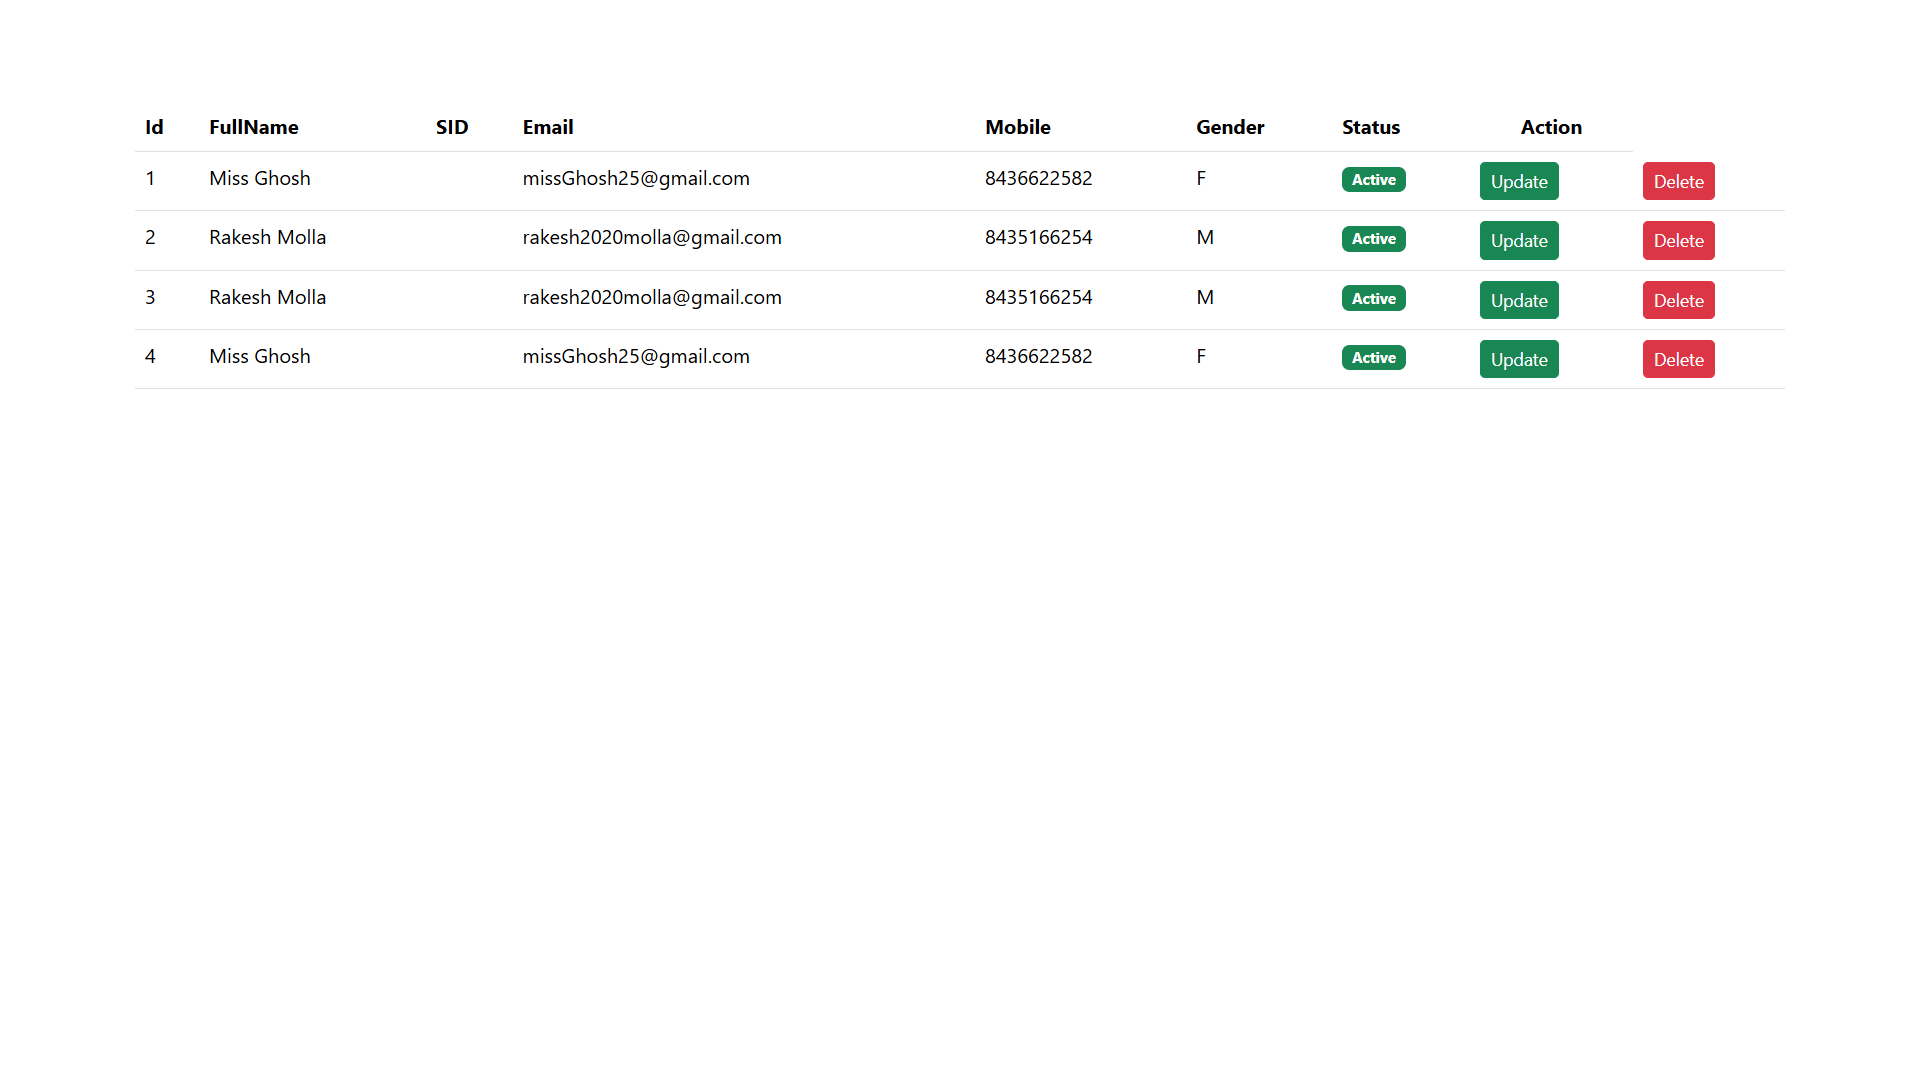 Id FullName SID Email Mobile Gender Status Action
1 Miss Ghosh missGhosh25@gmail.com 8436622582 F Active Update Delete
2 Rakesh Molla rakesh2020molla@gmail.com 8435166254 M Active Update Delete
3 Rakesh Molla rakesh2020molla@gmail.com 8435166254 M Active Update Delete
4 Miss Ghosh missGhosh25@gmail.com 8436622582 F Active Update Delete